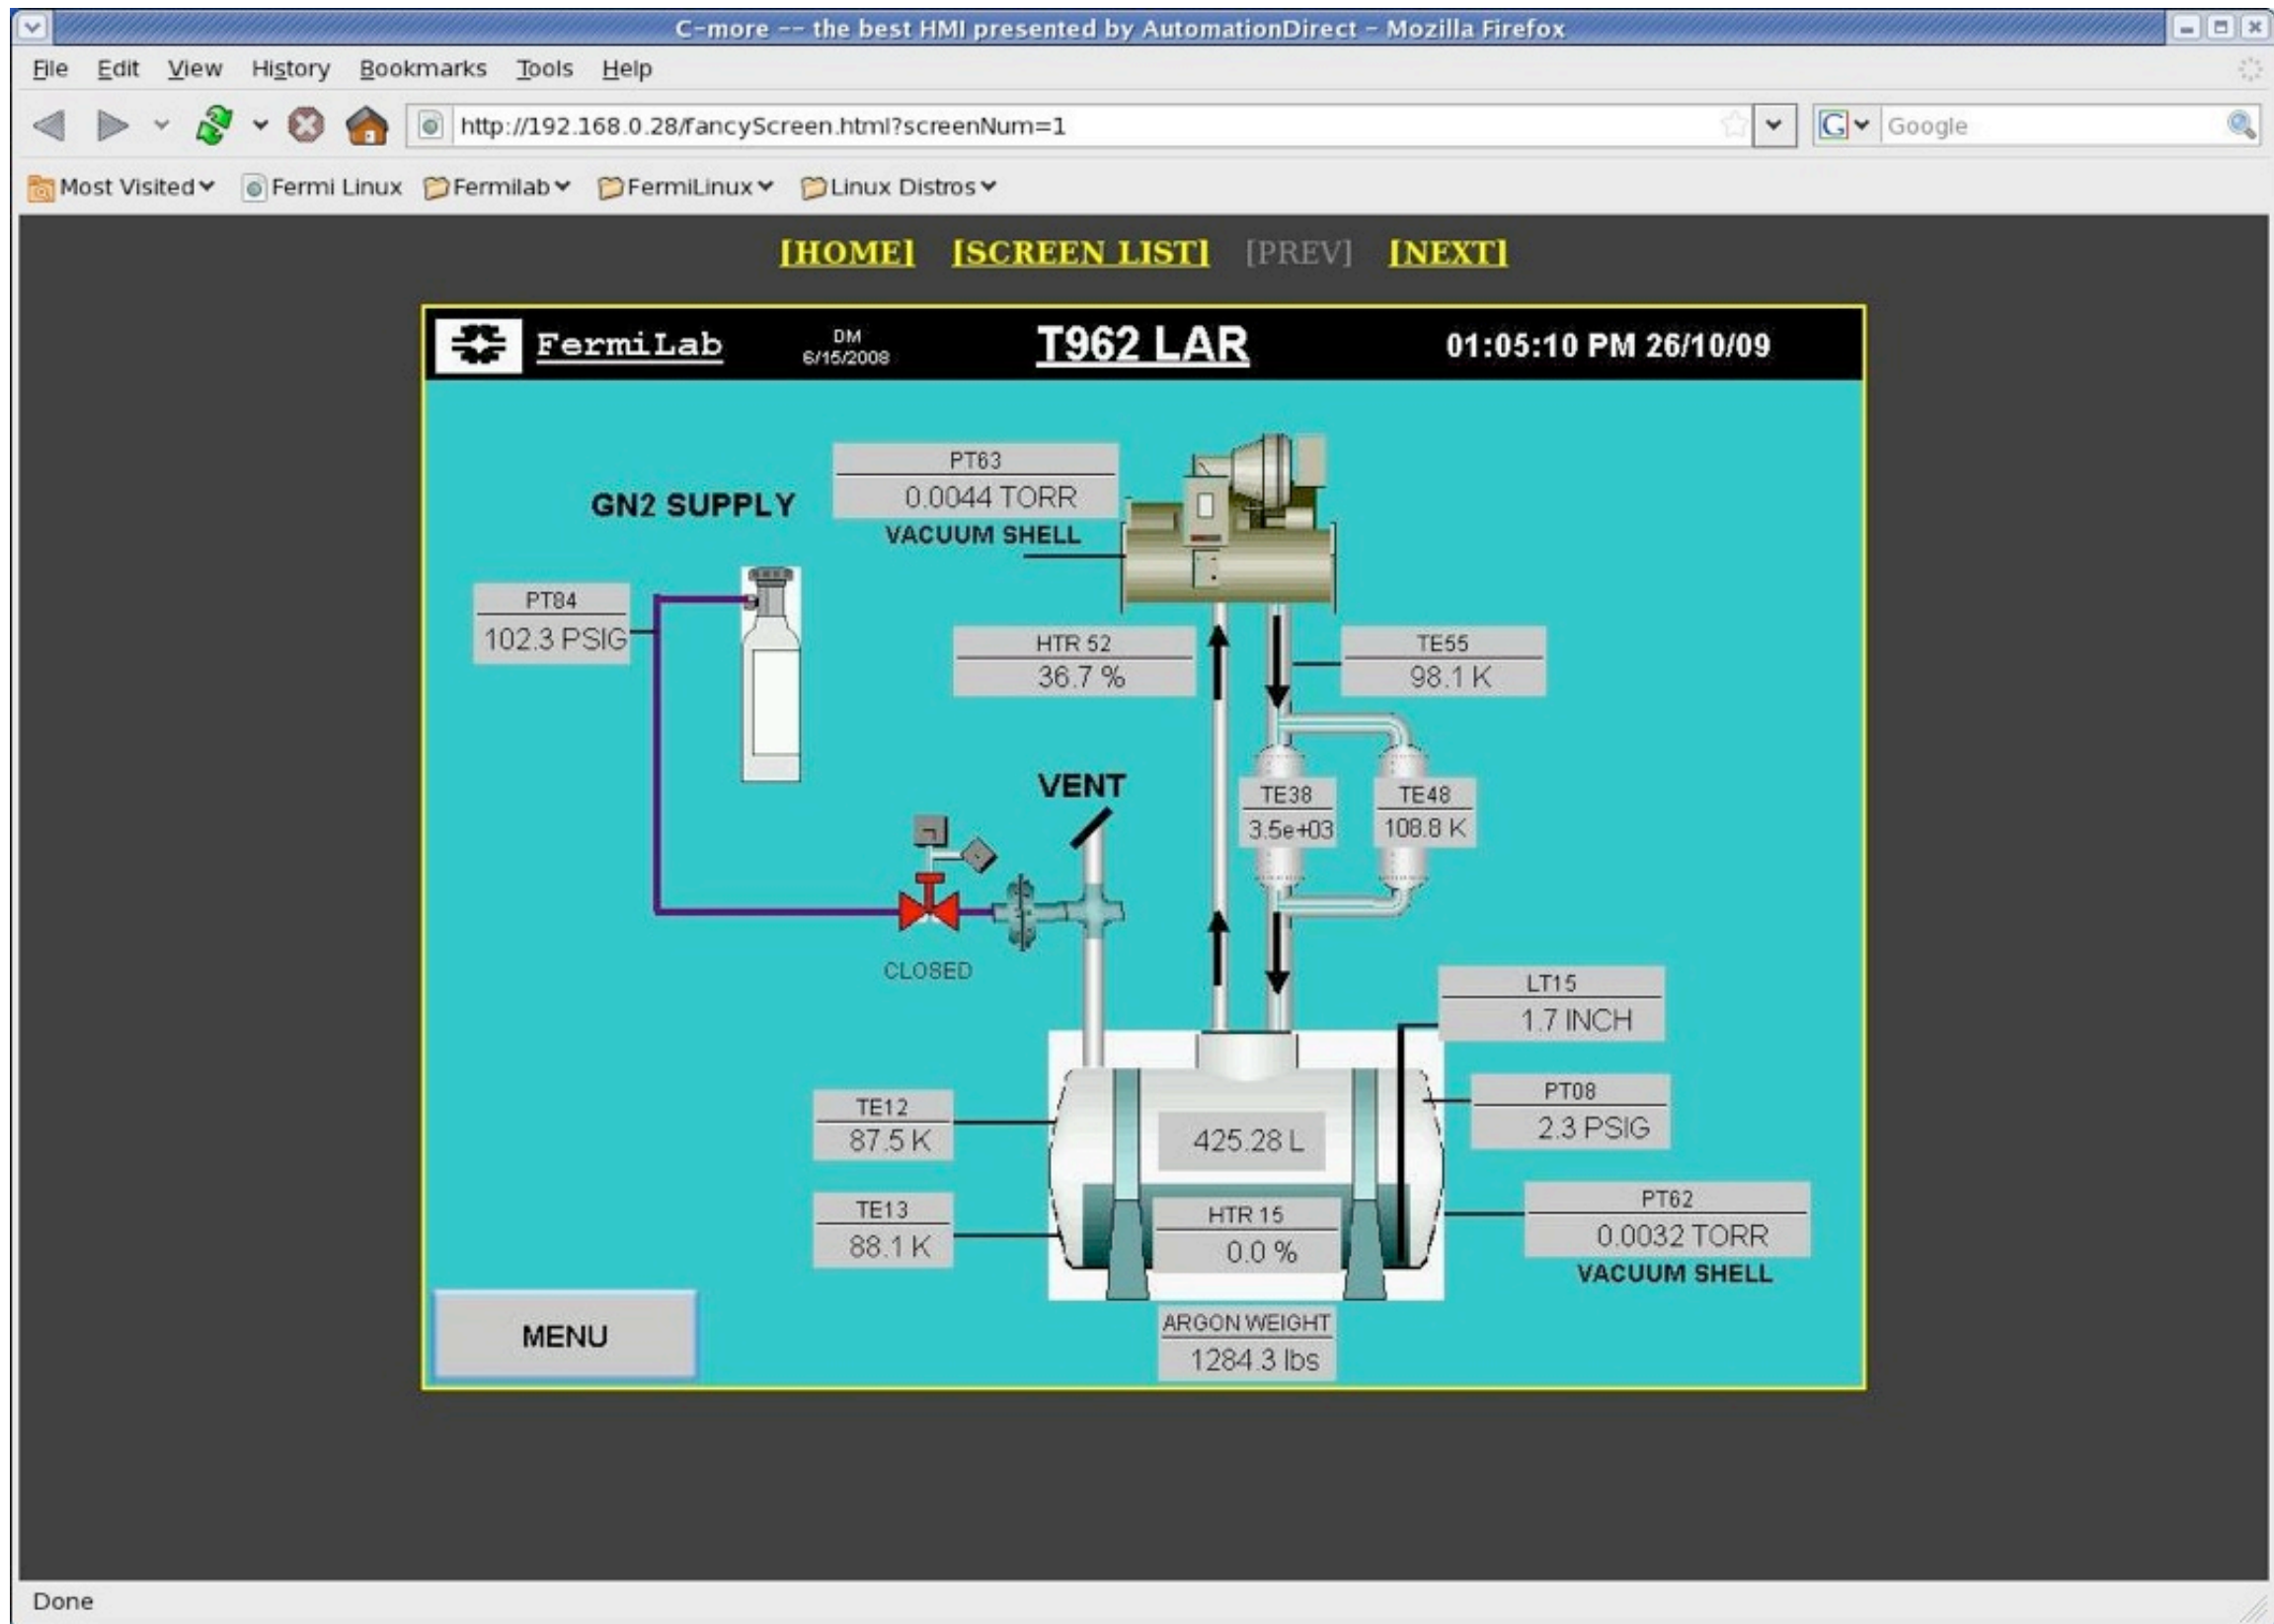 C-more -- the best HMI presented by AutomationDirect - Mozilla Firefox
File Edit View History Bookmarks Tools Help
http://192.168.0.28/fancyScreen.html?screenNum=1
G Google
Most Visited Fermi Linux Fermilab FermiLinux Linux Distros
[HOME] [SCREEN LIST] [PREV] [NEXT]
FermiLab
DM
6/15/2008
T962 LAR
01:05:10 PM 26/10/09
PT63
0.0044 TORR
VACUUM SHELL
GN2 SUPPLY
PT84
102.3 PSIG
HTR 52
36.7 %
TE55
98.1 K
VENT
TE38
3.5e+03
TE48
108.8 K
CLOSED
LT15
1.7 INCH
PT08
2.3 PSIG
TE12
87.5 K
425.28 L
TE13
88.1 K
HTR 15
0.0 %
PT62
0.0032 TORR
VACUUM SHELL
MENU
ARGON WEIGHT
1284.3 lbs
Done